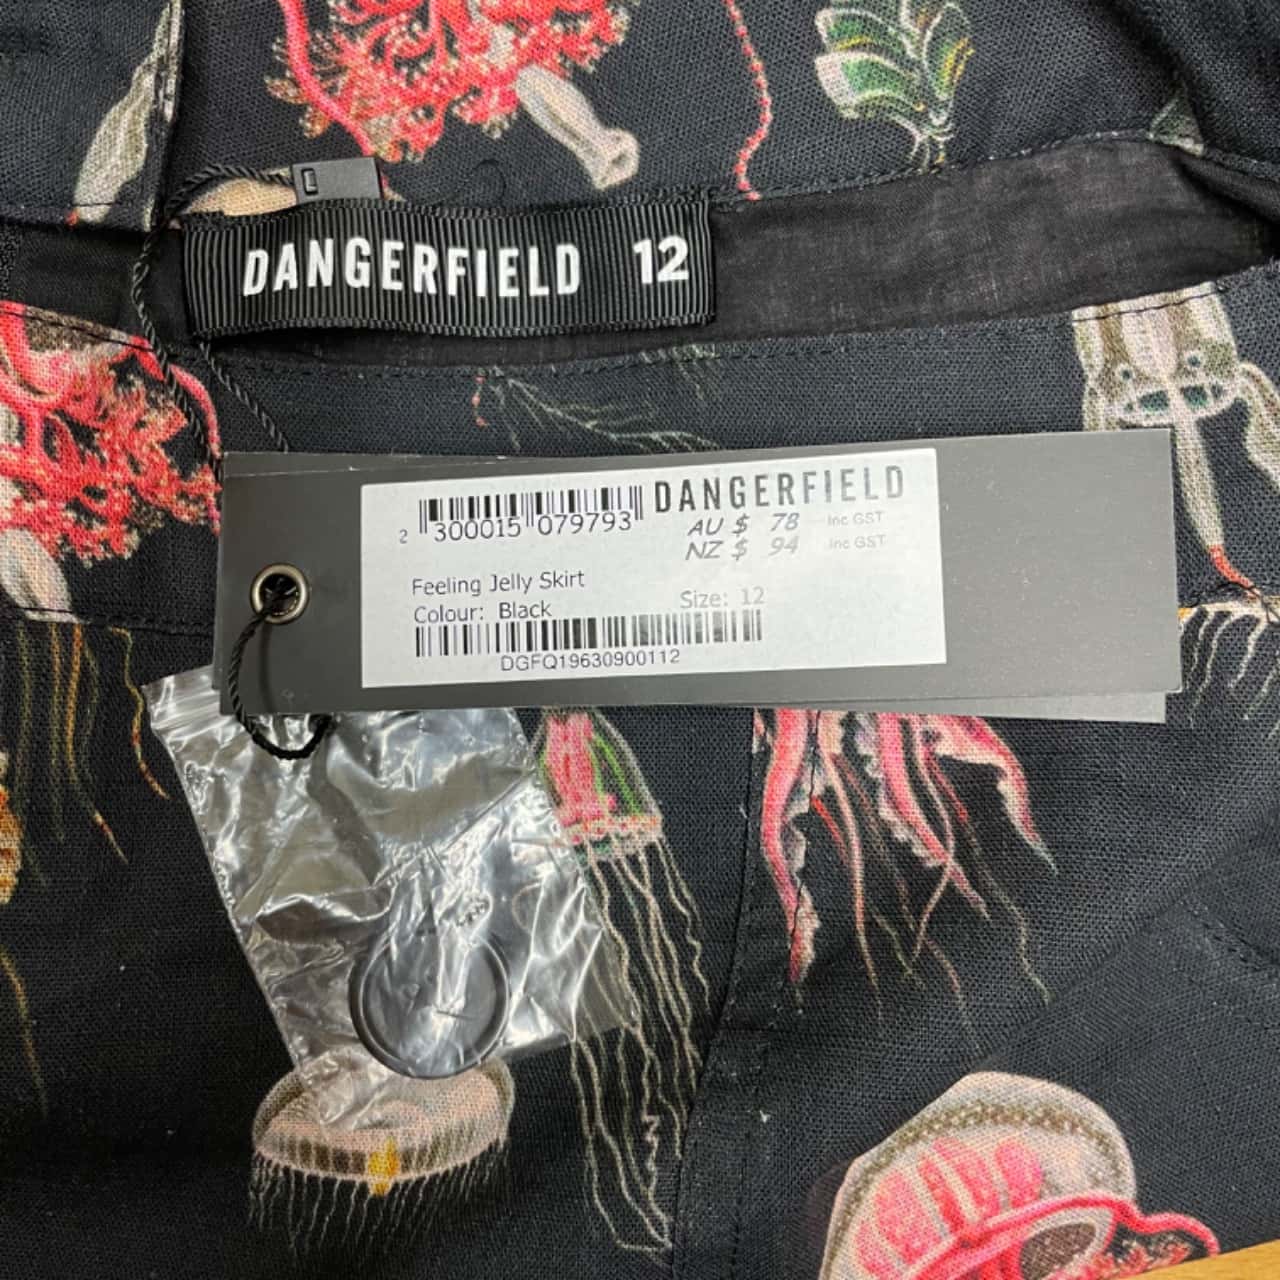 DANGERFIELD 12
DANGERFIELD
2 300015 079793
AU $ 78 Inc GST
NZ $ 94 Inc GST
Feeling Jelly Skirt
Colour: Black Size: 12
DGFQ19630900112